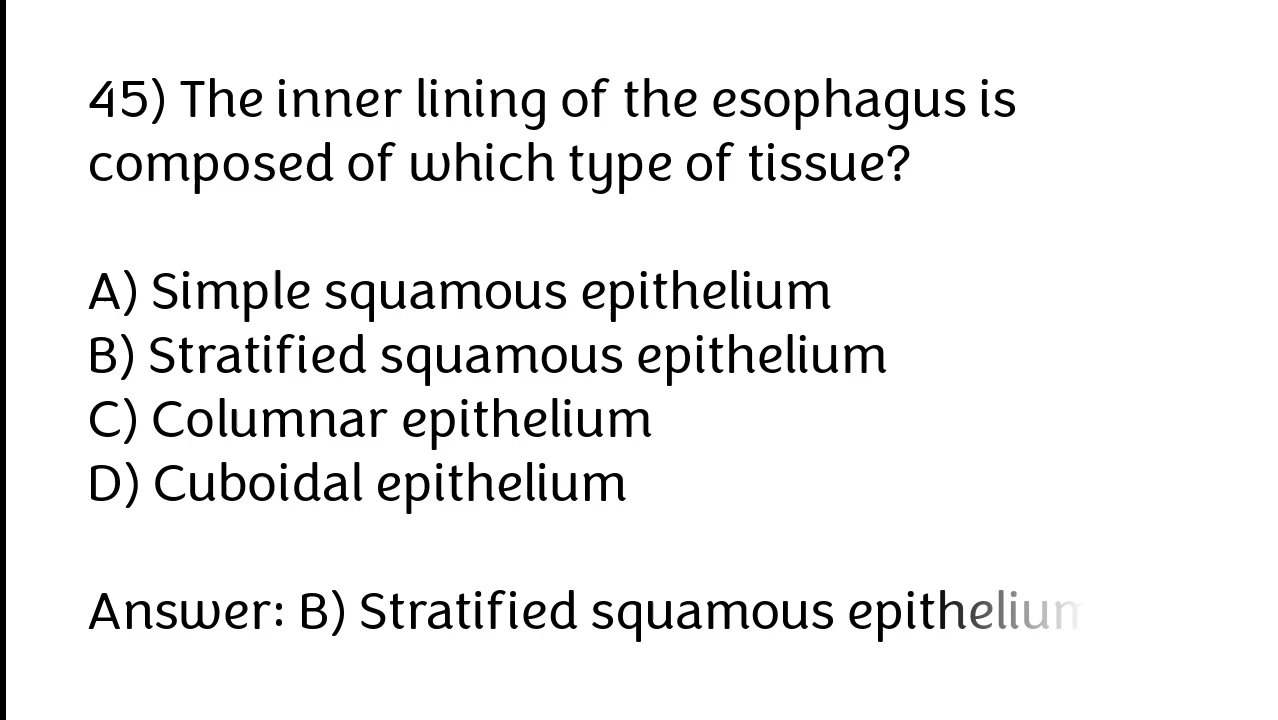 45) The inner lining of the esophagus is
composed of which type of tissue?
A) Simple squamous epithelium
B) Stratified squamous epithelium
C) Columnar epithelium
D) Cuboidal epithelium
Answer: B) Stratified squamous epithelium